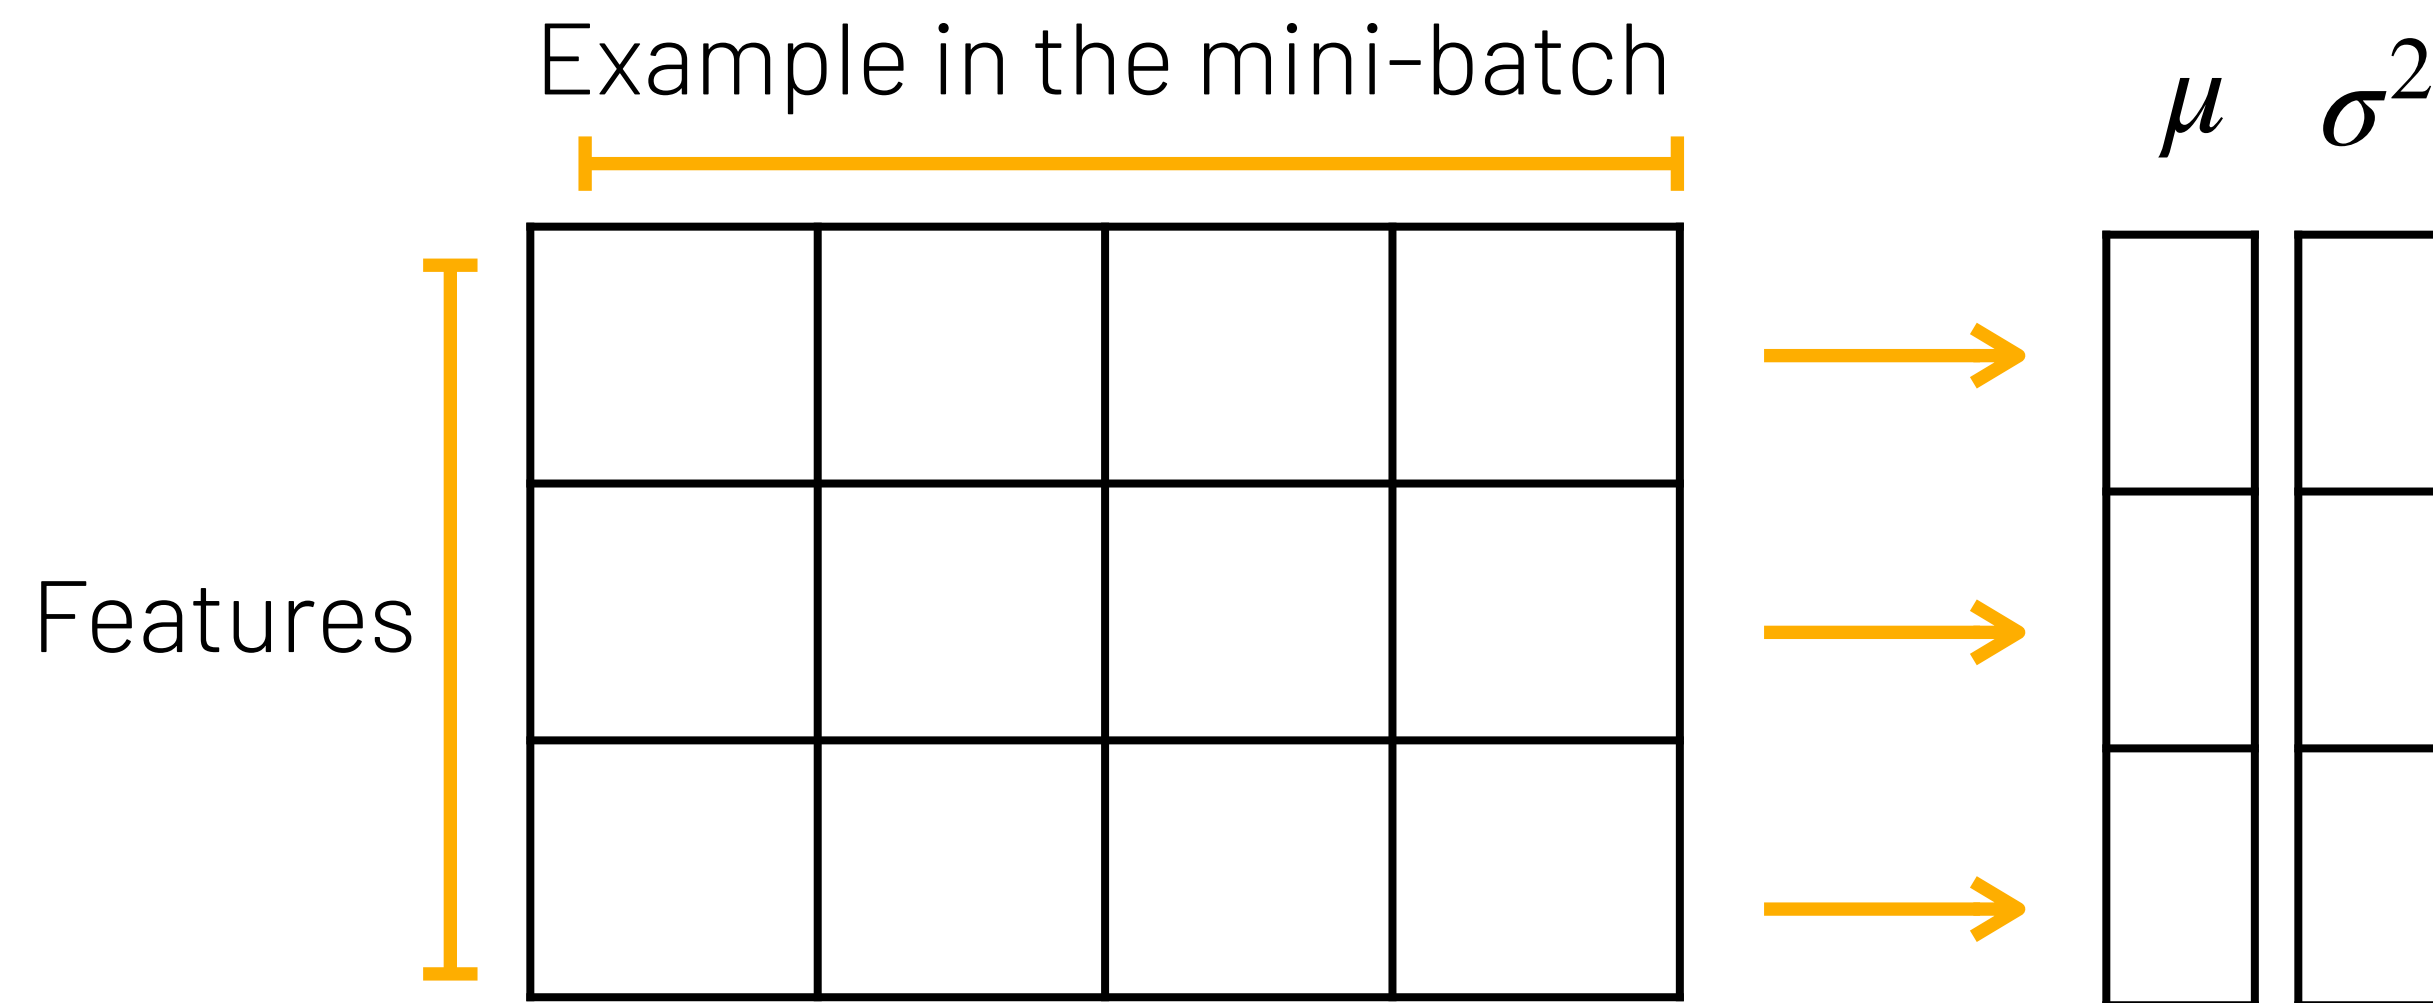 Example in the mini-batch
μ σ²
Features